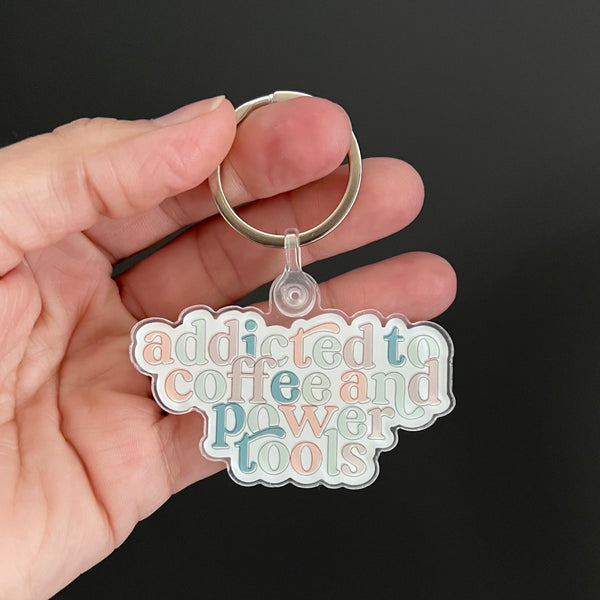 addicted to
coffee and
power
tools